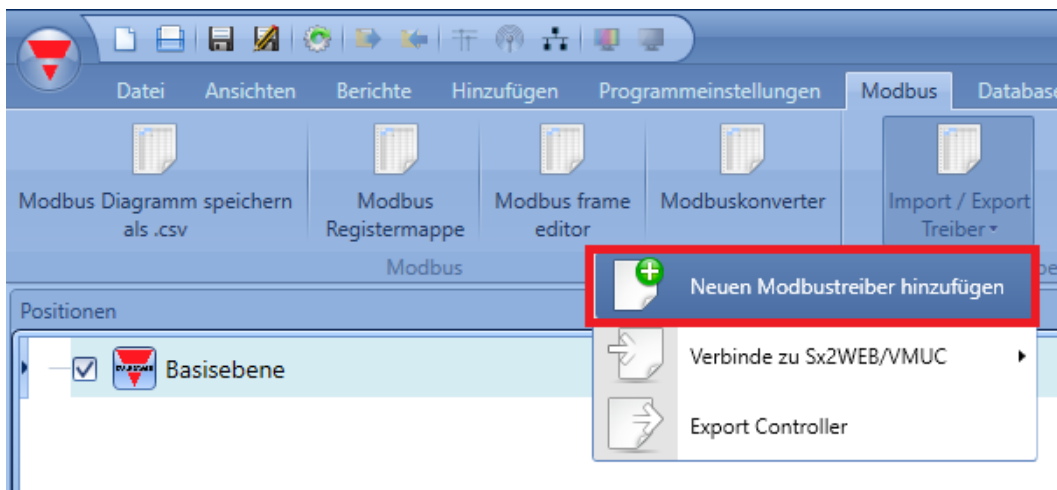 Datei Ansichten Berichte Hinzufügen Programmeinstellungen Modbus Database
Modbus Diagramm speichern
als .csv
Modbus
Registermappe
Modbus frame
editor
Modbuskonverter
Import / Export
Treiber
Modbus
Neuen Modbustreiber hinzufügen
Positionen
Basisebene
Verbinde zu Sx2WEB/VMUC
Export Controller